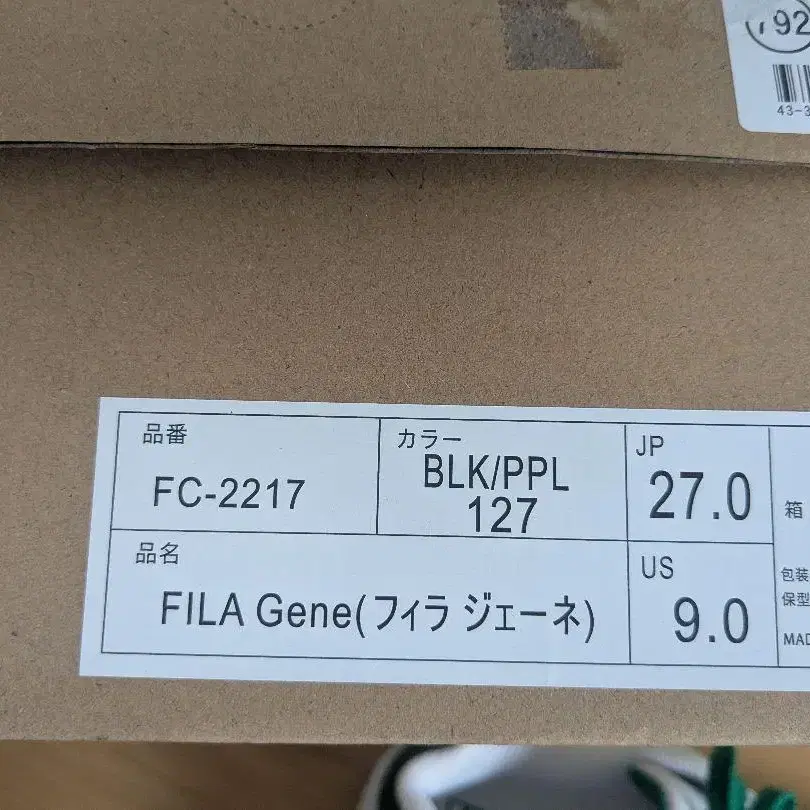 92
43-3
品番
FC-2217
カラー
BLK/PPL
127
JP
27.0
品名
FILA Gene(フィラ ジェーネ)
US
9.0
箱
包装
保型
MAD